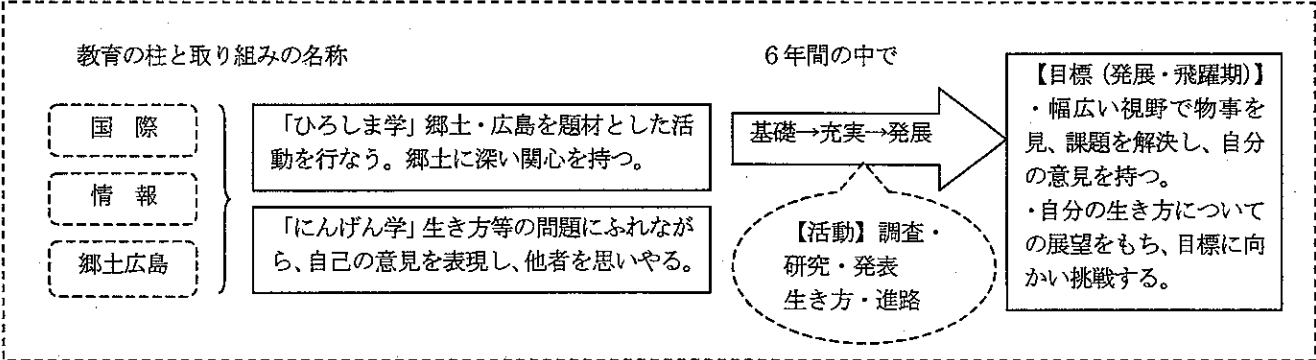 教育の柱と取り組みの名称
6年間の中で
国 際
情 報
郷土広島
「ひろしま学」郷土・広島を題材とした活
動を行なう。郷土に深い関心を持つ。
「にんげん学」生き方等の問題にふれなが
ら、自己の意見を表現し、他者を思いやる。
基礎→充実→発展
【活動】調査・
研究・発表
生き方・進路
【目標(発展・飛躍期)】
・幅広い視野で物事を
見、課題を解決し、自分
の意見を持つ。
・自分の生き方について
の展望をもち、目標に向
かい挑戦する。